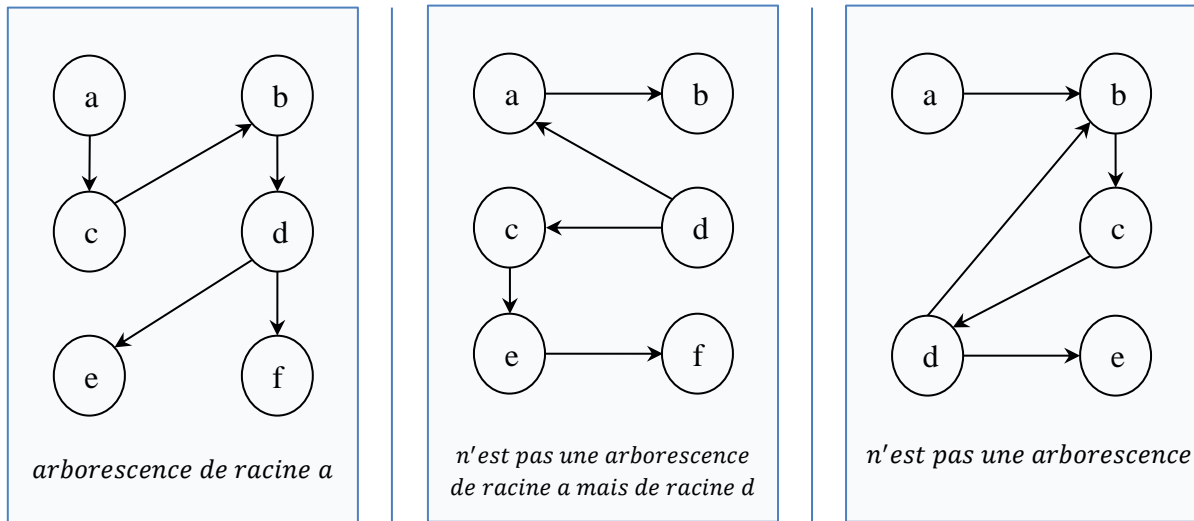 a
b
c
d
e
f
arborescence de racine a
a
b
c
d
e
f
n'est pas une arborescence
de racine a mais de racine d
a
b
c
d
e
n'est pas une arborescence